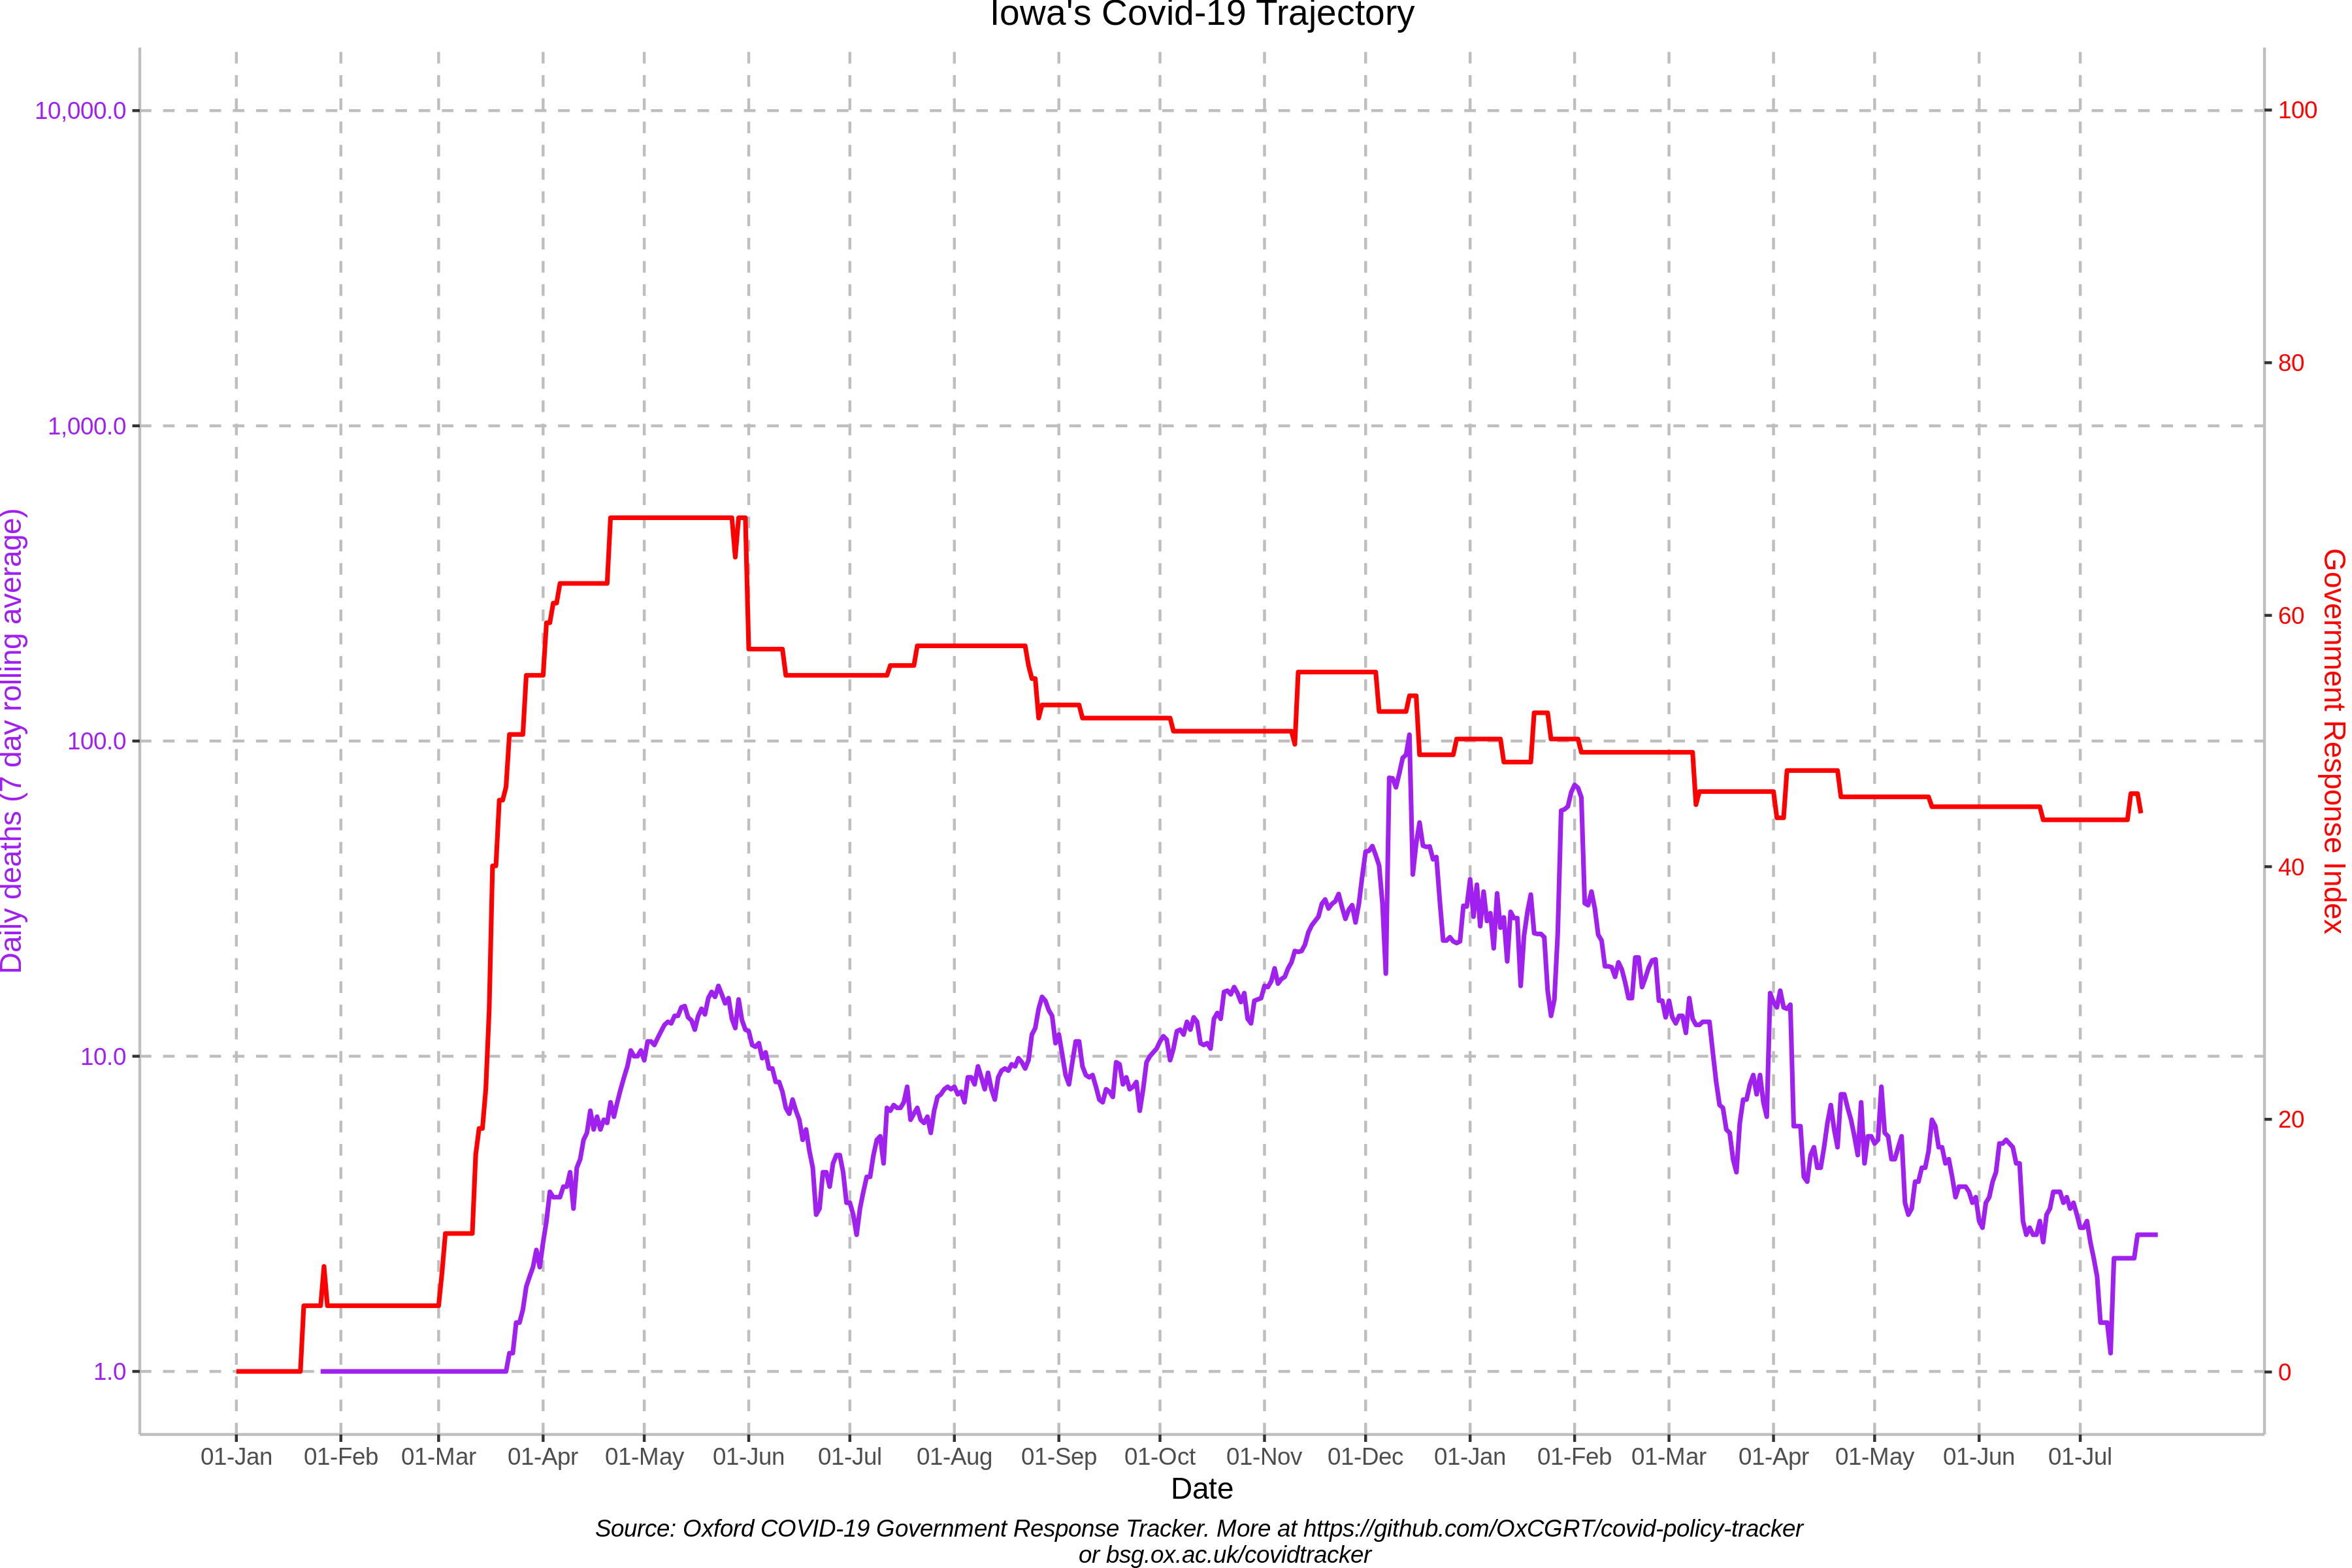 Iowa's Covid-19 Trajectory
10,000.0
1,000.0
100.0
10.0
1.0
Daily deaths (7 day rolling average)
100
80
60
40
20
0
Government Response Index
01-Jan 01-Feb 01-Mar 01-Apr 01-May 01-Jun 01-Jul 01-Aug 01-Sep 01-Oct 01-Nov 01-Dec 01-Jan 01-Feb 01-Mar 01-Apr 01-May 01-Jun 01-Jul
Date
Source: Oxford COVID-19 Government Response Tracker. More at https://github.com/OxCGRT/covid-policy-tracker
or bsg.ox.ac.uk/covidtracker